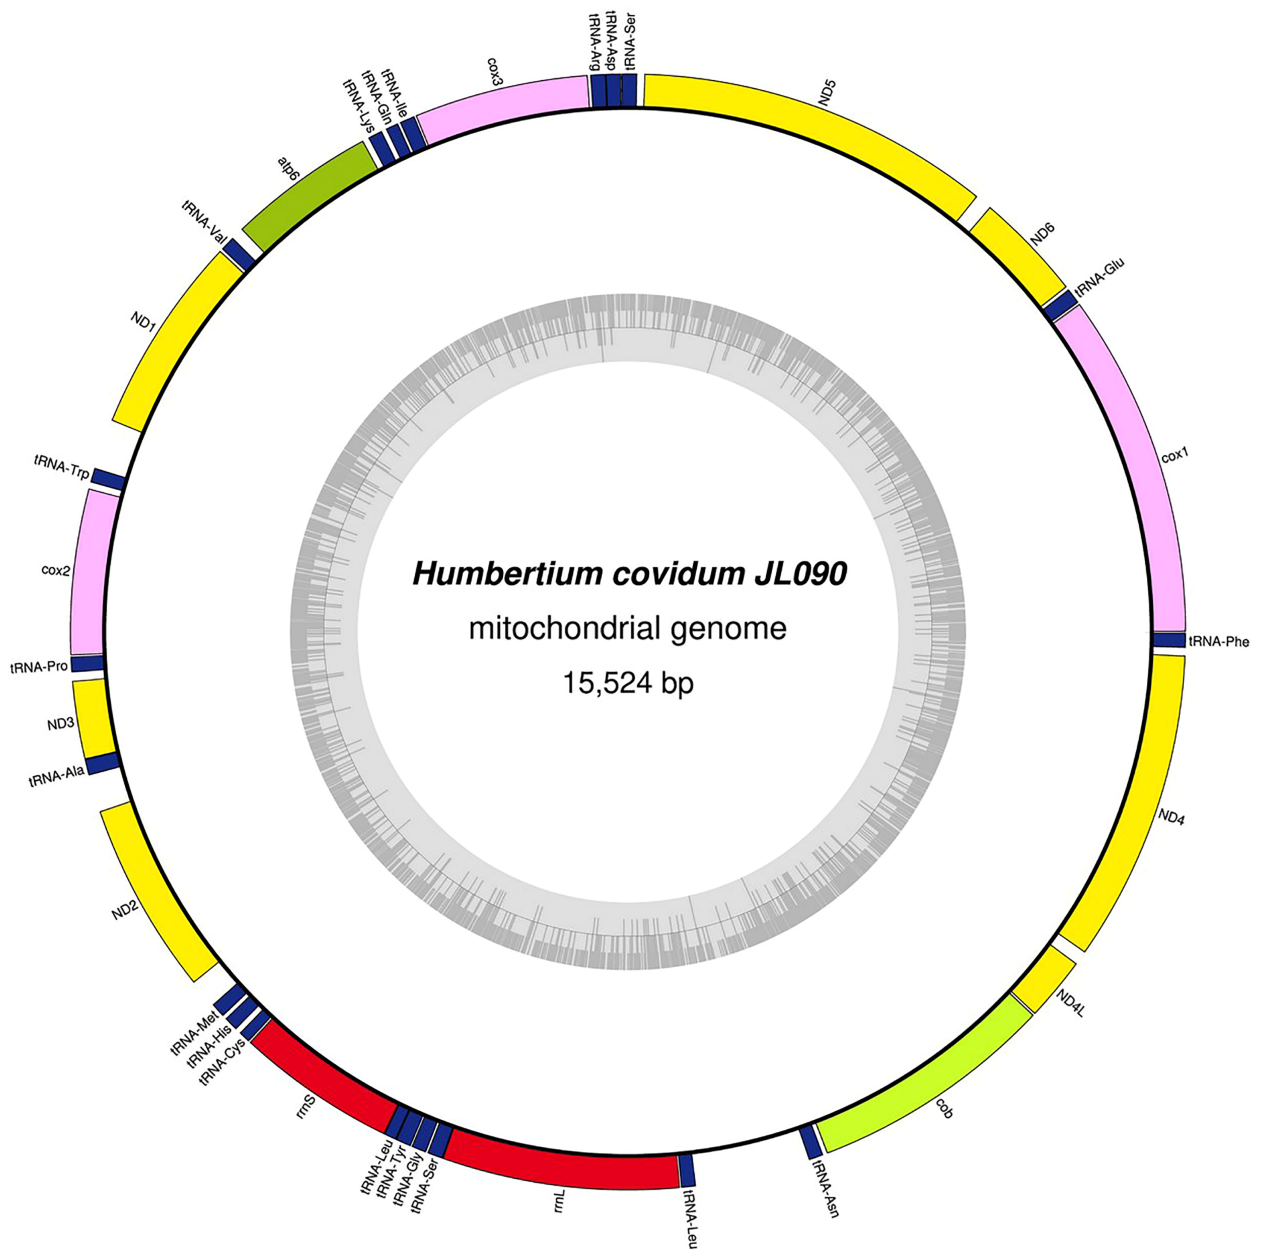 Humbertium covidum JL090
mitochondrial genome
15,524 bp
tRNA-Ser
ND5
ND6
tRNA-Glu
cox1
tRNA-Phe
ND4
ND4L
cob
tRNA-Asn
tRNA-Leu
rrnL
tRNA-Ser
tRNA-Gly
tRNA-Tyr
tRNA-Leu
rrnS
tRNA-Cys
tRNA-His
tRNA-Met
ND2
tRNA-Ala
ND3
tRNA-Pro
cox2
tRNA-Trp
ND1
tRNA-Val
atp6
tRNA-Lys
tRNA-Gln
tRNA-Ile
cox3
tRNA-Arg
tRNA-Asp